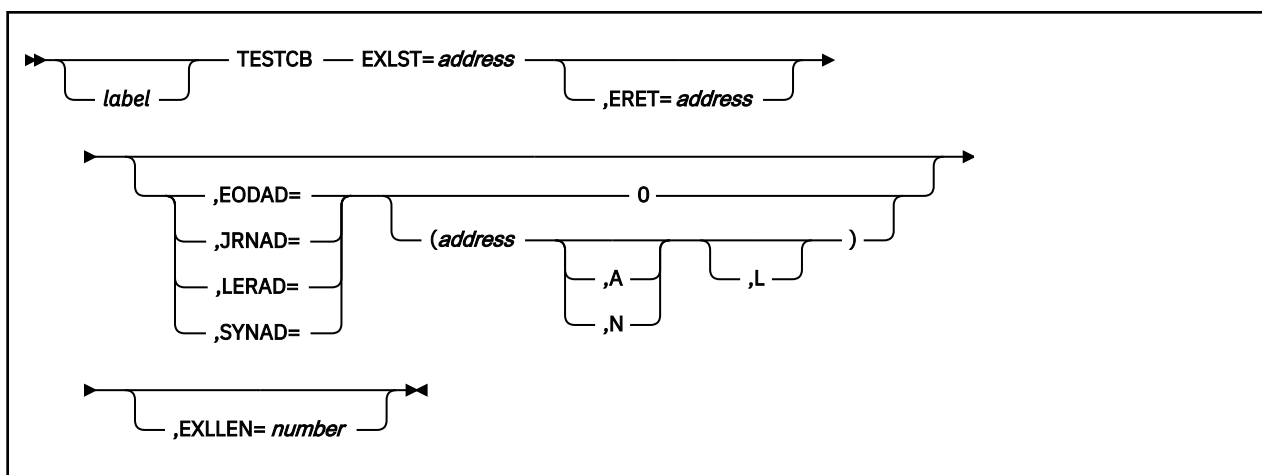 TESTCB EXLST= address
label ,ERET= address
,EODAD= 0
,JRNAD= (address )
,LERAD= ,A ,L
,SYNAD= ,N
,EXLLEN= number